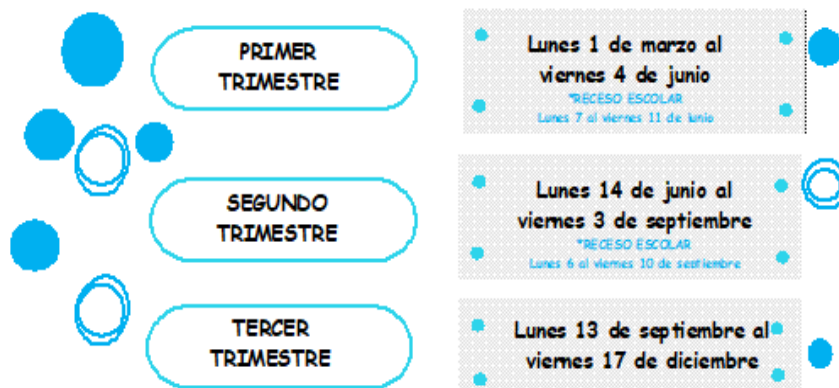 PRIMER
TRIMESTRE
Lunes 1 de marzo al
viernes 4 de junio
*RECESO ESCOLAR
Lunes 7 al viernes 11 de junio
SEGUNDO
TRIMESTRE
Lunes 14 de junio al
viernes 3 de septiembre
*RECESO ESCOLAR
Lunes 6 al viernes 10 de septiembre
TERCER
TRIMESTRE
Lunes 13 de septiembre al
viernes 17 de diciembre